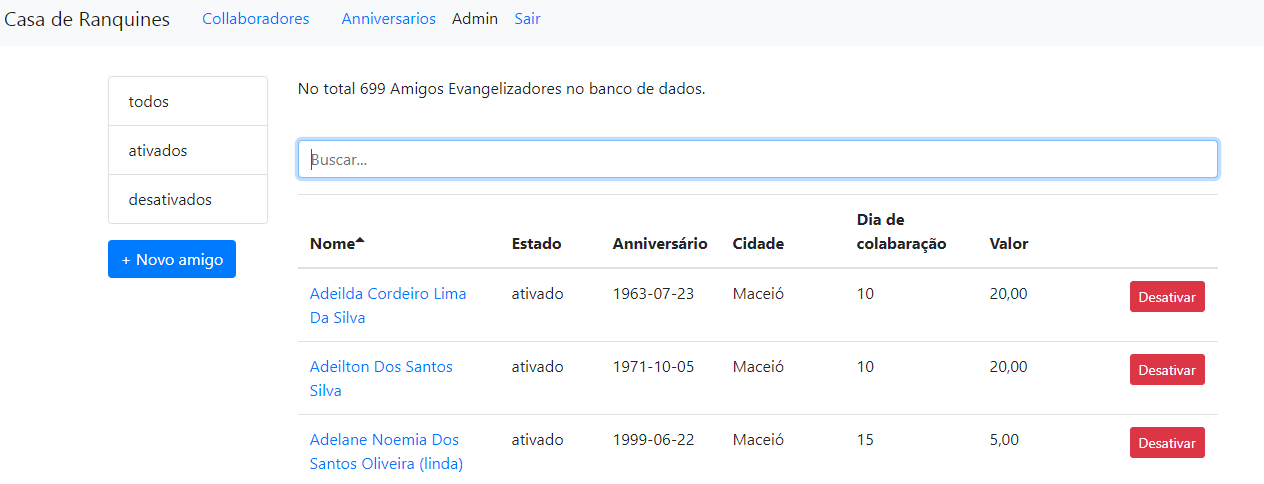 Casa de Ranquines Collaboradores Anniversarios Admin Sair
todos
ativados
desativados
+ Novo amigo
No total 699 Amigos Evangelizadores no banco de dados.
Buscar...
Nome Estado Anniversário Cidade Dia de colabaração Valor
Adeilda Cordeiro Lima ativado 1963-07-23 Maceió 10 20,00 Desativar
Da Silva
Adeilton Dos Santos ativado 1971-10-05 Maceió 10 20,00 Desativar
Silva
Adelane Noemia Dos ativado 1999-06-22 Maceió 15 5,00 Desativar
Santos Oliveira (linda)